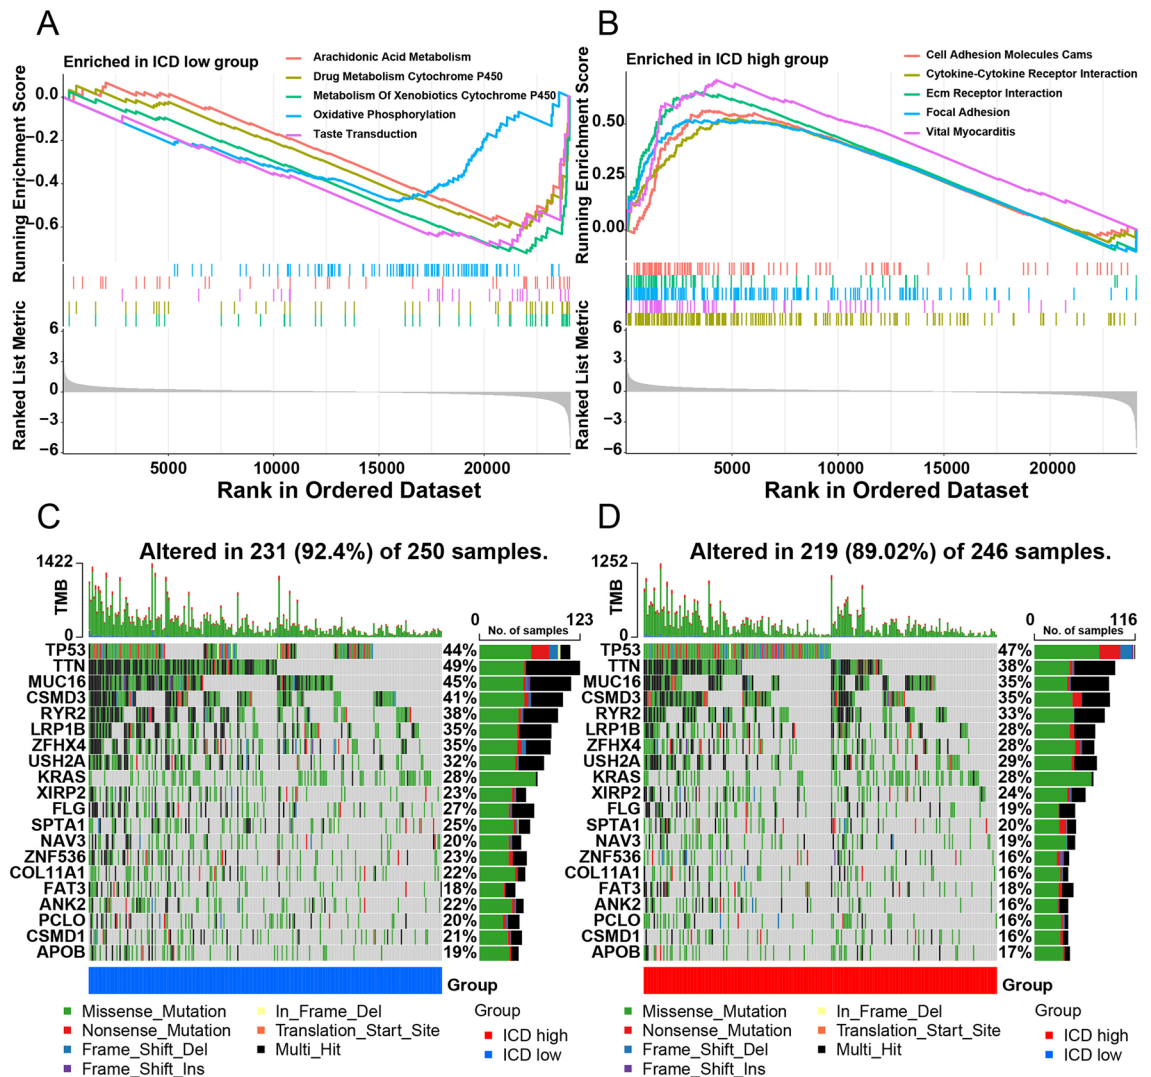 A
Enriched in ICD low group
Arachidonic Acid Metabolism
Drug Metabolism Cytochrome P450
Metabolism Of Xenobiotics Cytochrome P450
Oxidative Phosphorylation
Taste Transduction
Running Enrichment Score
0.0
−0.2
−0.4
−0.6
Ranked List Metric
6
3
0
−3
−6
5000 10000 15000 20000
Rank in Ordered Dataset
B
Enriched in ICD high group
Cell Adhesion Molecules Cams
Cytokine-Cytokine Receptor Interaction
Ecm Receptor Interaction
Focal Adhesion
Vital Myocarditis
Running Enrichment Score
0.50
0.25
0.00
Ranked List Metric
6
3
0
−3
−6
5000 10000 15000 20000
Rank in Ordered Dataset
C
Altered in 231 (92.4%) of 250 samples.
1422
TMB
0
0 123
No. of samples
TP53 44%
TTN 49%
MUC16 45%
CSMD3 41%
RYR2 38%
LRP1B 35%
ZFHX4 35%
USH2A 32%
KRAS 28%
XIRP2 23%
FLG 27%
SPTA1 25%
NAV3 20%
ZNF536 23%
COL11A1 22%
FAT3 18%
ANK2 22%
PCLO 20%
CSMD1 21%
APOB 19%
Group
Missense_Mutation
Nonsense_Mutation
Frame_Shift_Del
Frame_Shift_Ins
In_Frame_Del
Translation_Start_Site
Multi_Hit
Group
ICD high
ICD low
D
Altered in 219 (89.02%) of 246 samples.
1252
TMB
0
0 116
No. of samples
TP53 47%
TTN 38%
MUC16 35%
CSMD3 35%
RYR2 33%
LRP1B 28%
ZFHX4 28%
USH2A 29%
KRAS 28%
XIRP2 24%
FLG 19%
SPTA1 20%
NAV3 19%
ZNF536 16%
COL11A1 16%
FAT3 18%
ANK2 16%
PCLO 16%
CSMD1 16%
APOB 17%
Group
Missense_Mutation
Nonsense_Mutation
Frame_Shift_Del
Frame_Shift_Ins
In_Frame_Del
Translation_Start_Site
Multi_Hit
Group
ICD high
ICD low